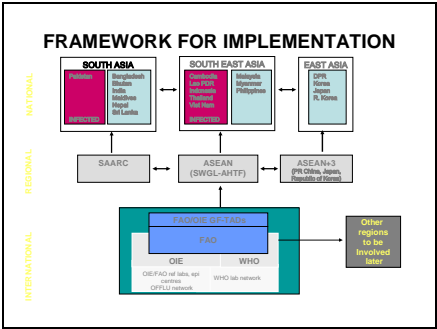 FRAMEWORK FOR IMPLEMENTATION
SOUTH ASIA
Pakistan
INFECTED
Bangladesh
Bhutan
India
Maldives
Nepal
Sri Lanka
SOUTH EAST ASIA
Cambodia
Lao PDR
Indonesia
Thailand
Viet Nam
INFECTED
Malaysia
Myanmar
Philippines
EAST ASIA
DPR
Korea
Japan
R. Korea
NATIONAL
SAARC
ASEAN
(SWGL-AHTF)
ASEAN+3
(PR China, Japan,
Republic of Korea)
REGIONAL
FAO/OIE GF-TADs
FAO
OIE
WHO
OIE/FAO ref labs, epi
centres
OFFLU network
WHO lab network
Other
regions
to be
Involved
later
INTERNATIONAL